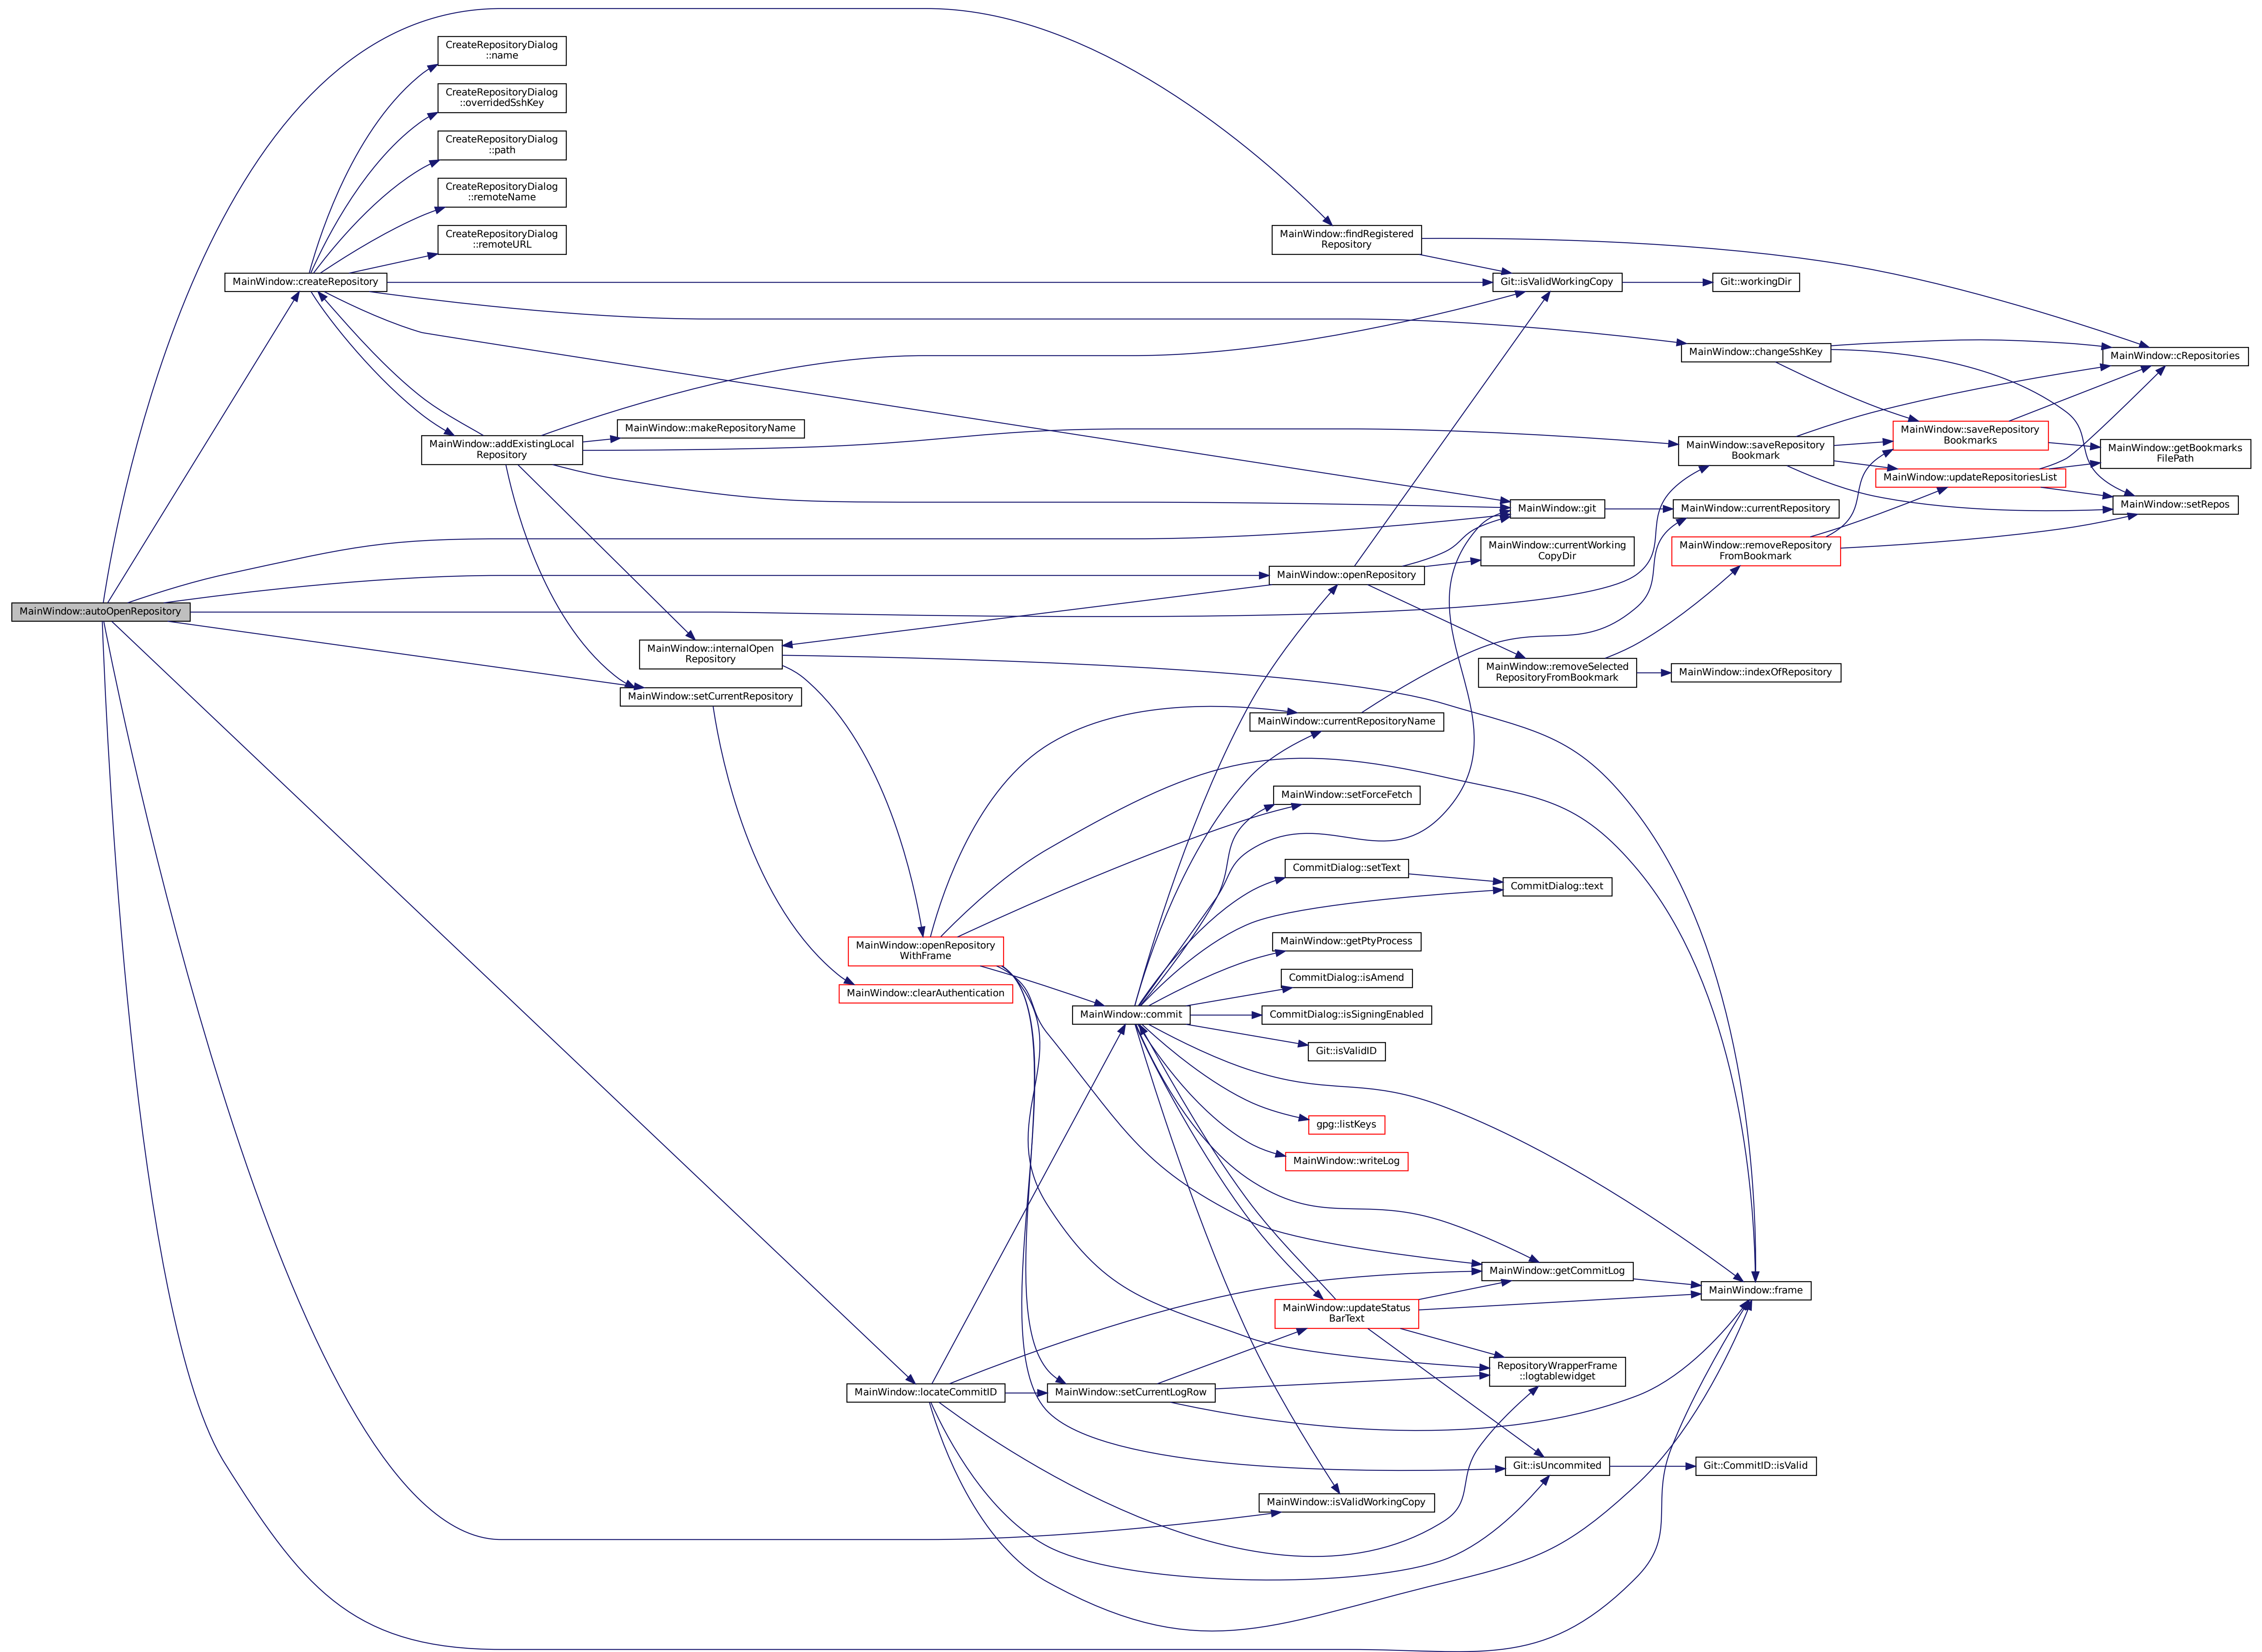 CreateRepositoryDialog
::name
CreateRepositoryDialog
::overridedSshKey
CreateRepositoryDialog
::path
CreateRepositoryDialog
::remoteName
CreateRepositoryDialog
::remoteURL
MainWindow::findRegistered
Repository
MainWindow::createRepository
Git::isValidWorkingCopy
Git::workingDir
MainWindow::changeSshKey
MainWindow::cRepositories
MainWindow::makeRepositoryName
MainWindow::addExistingLocal
Repository
MainWindow::saveRepository
Bookmark
MainWindow::saveRepository
Bookmarks
MainWindow::getBookmarks
FilePath
MainWindow::updateRepositoriesList
MainWindow::git
MainWindow::currentRepository
MainWindow::setRepos
MainWindow::currentWorking
CopyDir
MainWindow::removeRepository
FromBookmark
MainWindow::openRepository
MainWindow::autoOpenRepository
MainWindow::internalOpen
Repository
MainWindow::removeSelected
RepositoryFromBookmark
MainWindow::indexOfRepository
MainWindow::setCurrentRepository
MainWindow::currentRepositoryName
MainWindow::setForceFetch
CommitDialog::setText
CommitDialog::text
MainWindow::openRepository
WithFrame
MainWindow::getPtyProcess
CommitDialog::isAmend
MainWindow::clearAuthentication
MainWindow::commit
CommitDialog::isSigningEnabled
Git::isValidID
gpg::listKeys
MainWindow::writeLog
MainWindow::getCommitLog
MainWindow::frame
MainWindow::updateStatus
BarText
RepositoryWrapperFrame
::logtablewidget
MainWindow::locateCommitID
MainWindow::setCurrentLogRow
Git::isUncommited
Git::CommitID::isValid
MainWindow::isValidWorkingCopy